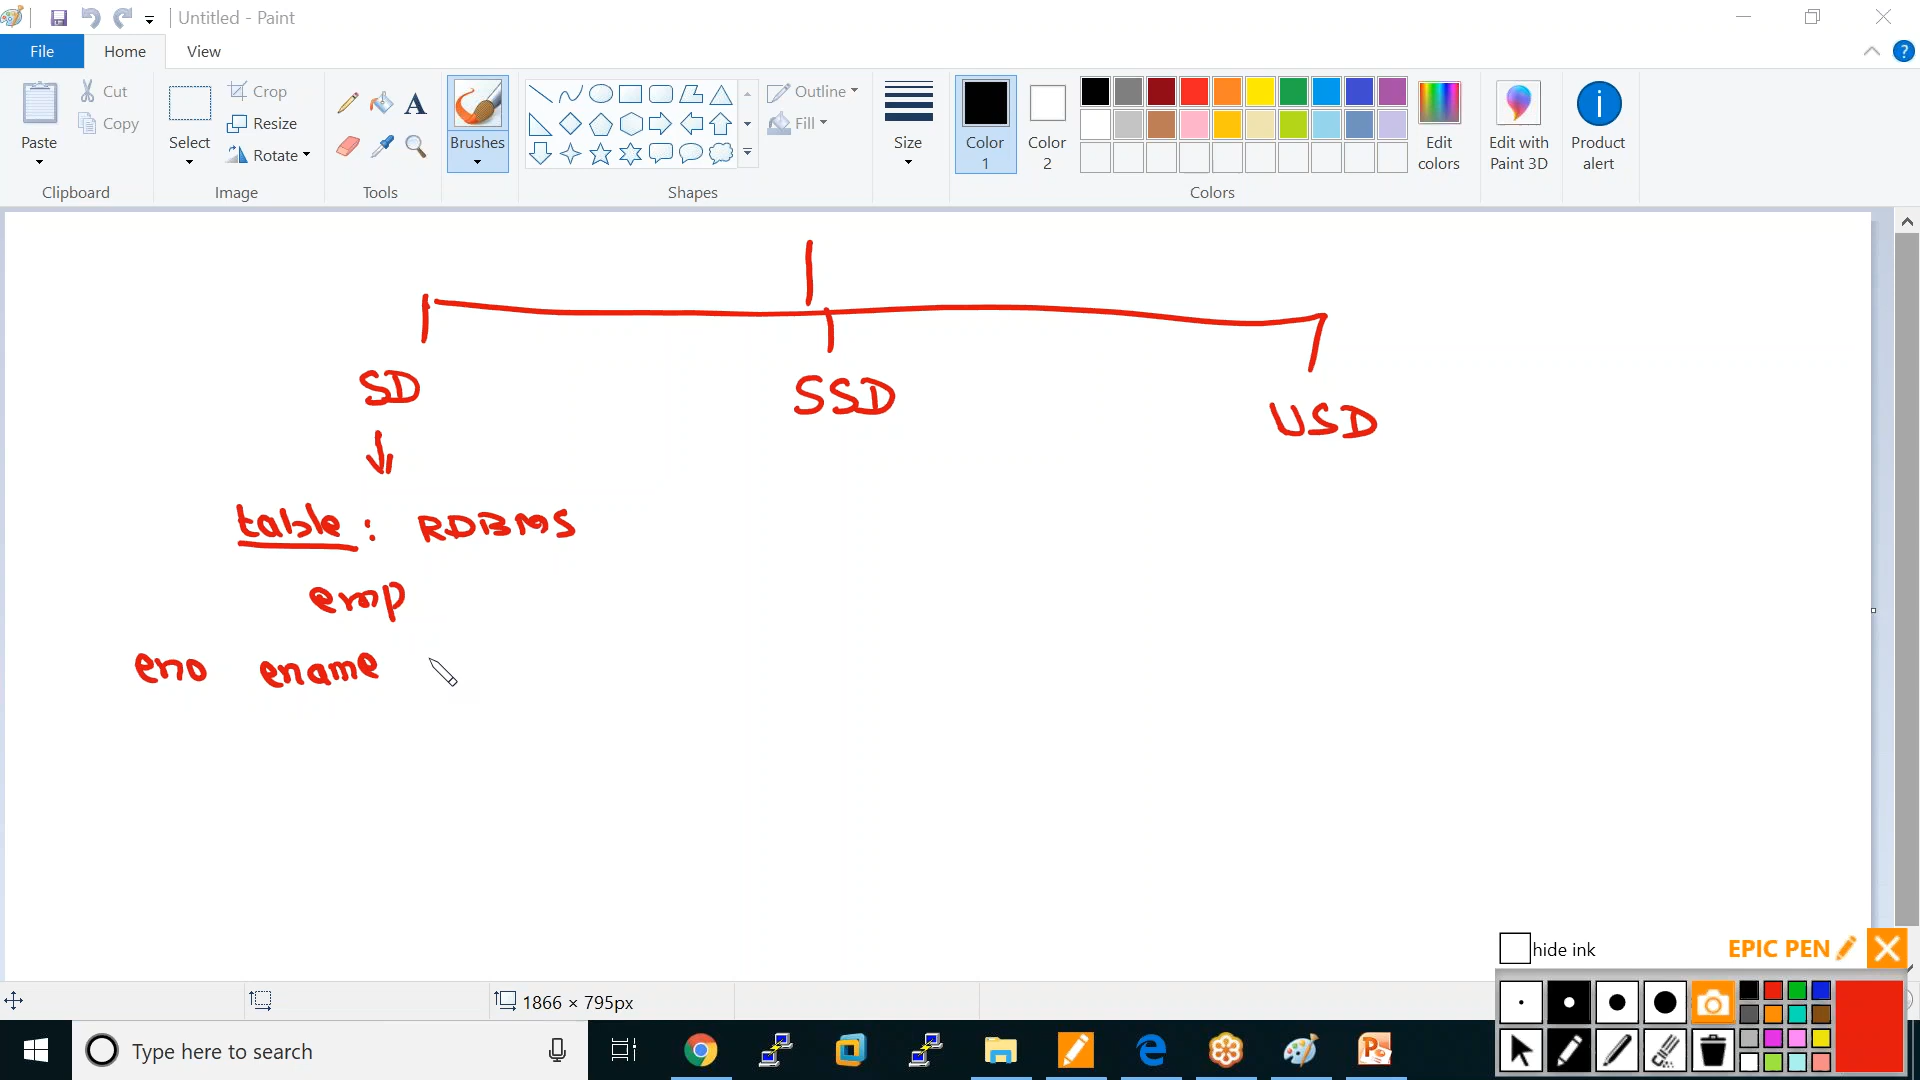 Untitled - Paint
File Home View
Paste Cut Copy Clipboard
Select Crop Resize Rotate Image
Tools
Brushes
Shapes
Outline Fill
Size
Color 1
Color 2
Colors
Edit colors
Edit with Paint 3D
Product alert
SD SSD USD
table : RDBMS
emp
eno ename
hide ink EPIC PEN
1866 × 795px
Type here to search